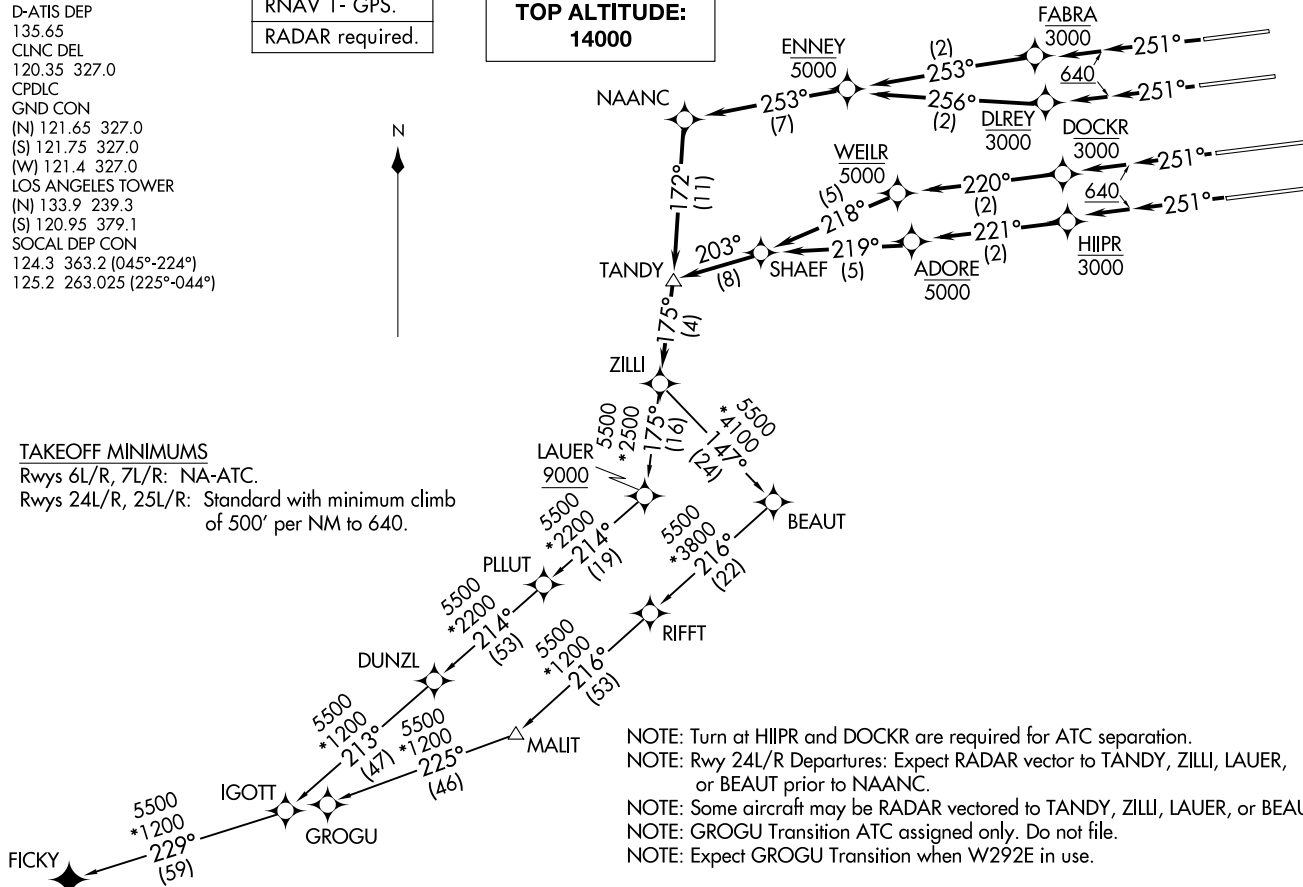 D-ATIS DEP
135.65
CLNC DEL
120.35 327.0
CPDLC
GND CON
(N) 121.65 327.0
(S) 121.75 327.0
(W) 121.4 327.0
LOS ANGELES TOWER
(N) 133.9 239.3
(S) 120.95 379.1
SOCAL DEP CON
124.3 363.2 (045°-224°)
125.2 263.025 (225°-044°)
RNAV 1- GPS.
RADAR required.
TOP ALTITUDE:
14000
N
FABRA
3000
251°
640
251°
(2)
253°
ENNEY
5000
256°
(2)
DLREY
3000
NAANC
253°
(7)
DOCKR
3000
251°
640
251°
WEILR
5000
220°
(2)
HIIPR
3000
221°
(2)
172°
(11)
(5)
218°
219°
(5)
ADORE
5000
SHAEF
203°
(8)
TANDY
175°
(4)
ZILLI
5500
*2500
175°
(16)
5500
*4100
147°
(24)
LAUER
9000
BEAUT
TAKEOFF MINIMUMS
Rwys 6L/R, 7L/R: NA-ATC.
Rwys 24L/R, 25L/R: Standard with minimum climb
of 500' per NM to 640.
5500
*2200
214°
(19)
5500
*3800
216°
(22)
PLLUT
RIFFT
5500
*2200
214°
(53)
5500
*1200
216°
(53)
DUNZL
MALIT
5500
*1200
213°
(47)
5500
*1200
225°
(46)
IGOTT
GROGU
5500
*1200
229°
(59)
FICKY
NOTE: Turn at HIIPR and DOCKR are required for ATC separation.
NOTE: Rwy 24L/R Departures: Expect RADAR vector to TANDY, ZILLI, LAUER,
or BEAUT prior to NAANC.
NOTE: Some aircraft may be RADAR vectored to TANDY, ZILLI, LAUER, or BEAU
NOTE: GROGU Transition ATC assigned only. Do not file.
NOTE: Expect GROGU Transition when W292E in use.